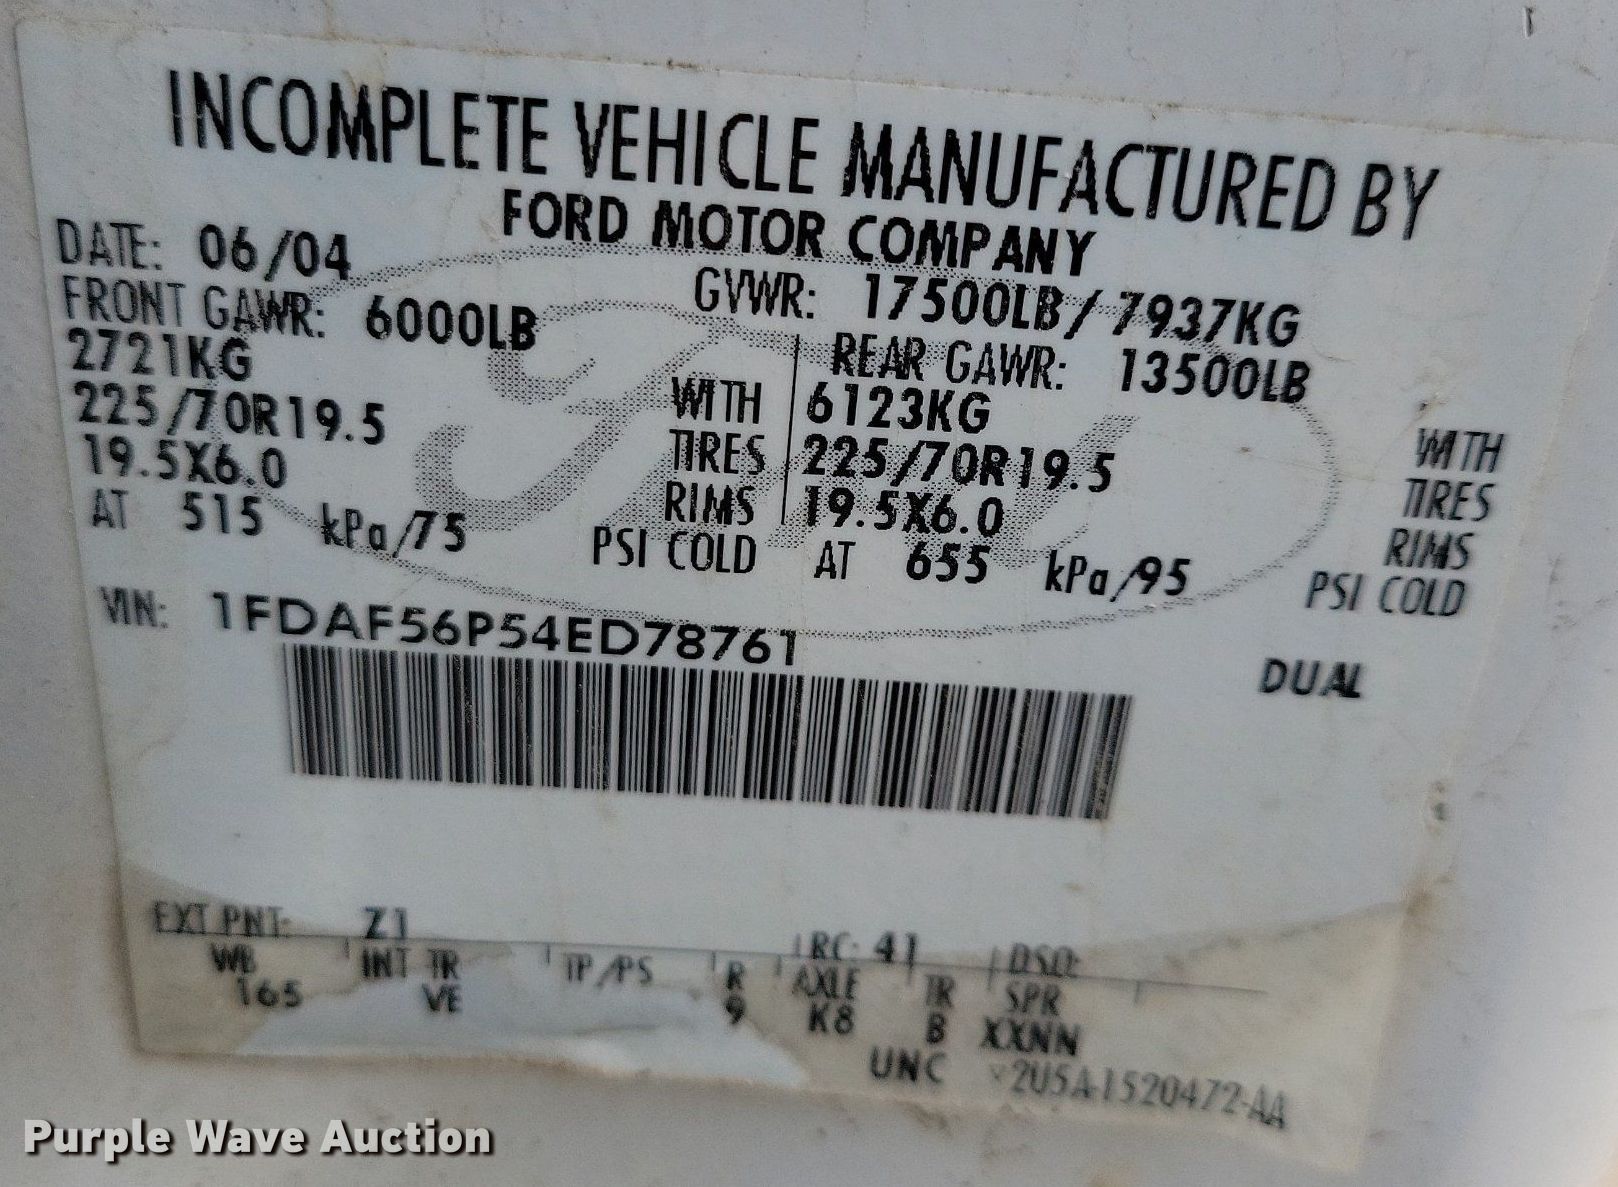 INCOMPLETE VEHICLE MANUFACTURED BY
FORD MOTOR COMPANY
DATE: 06/04
GVWR: 17500LB/7937KG
FRONT GAWR: 6000LB
2721KG WITH
225/70R19.5 TIRES
19.5X6.0 RIMS
AT 515 kPa/75 PSI COLD
REAR GAWR: 13500LB
6123KG WITH
225/70R19.5 TIRES
19.5X6.0 RIMS
AT 655 kPa/95 PSI COLD
VIN: 1FDAF56P54ED78761
DUAL
EXT PNT: Z1 RC: 41 DSO:
WB INT TR TP/PS R AXLE TR SPR
165 VE 9 K8 B XXNN
UNC 2U5A-1520472-AA
Purple Wave Auction